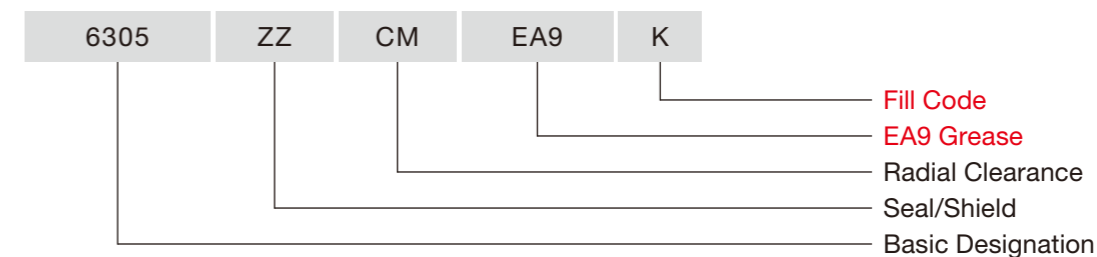 6305 ZZ CM EA9 K
Fill Code
EA9 Grease
Radial Clearance
Seal/Shield
Basic Designation